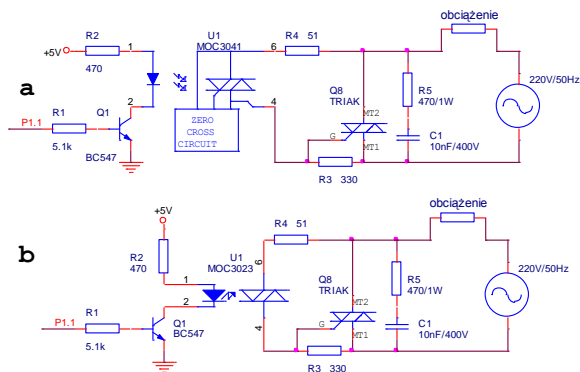 a
+5V
R2
470
1
2
U1
MOC3041
6
4
ZERO
CROSS
CIRCUIT
R4 51
obciążenie
220V/50Hz
Q8
TRIAK
MT2
G
MT1
R5
470/1W
C1
10nF/400V
R3 330
P1.1
R1
5.1k
Q1
BC547
b
+5V
R2
470
1
2
U1
MOC3023
6
4
R4 51
obciążenie
220V/50Hz
Q8
TRIAK
MT2
G
MT1
R5
470/1W
C1
10nF/400V
R3 330
P1.1
R1
5.1k
Q1
BC547